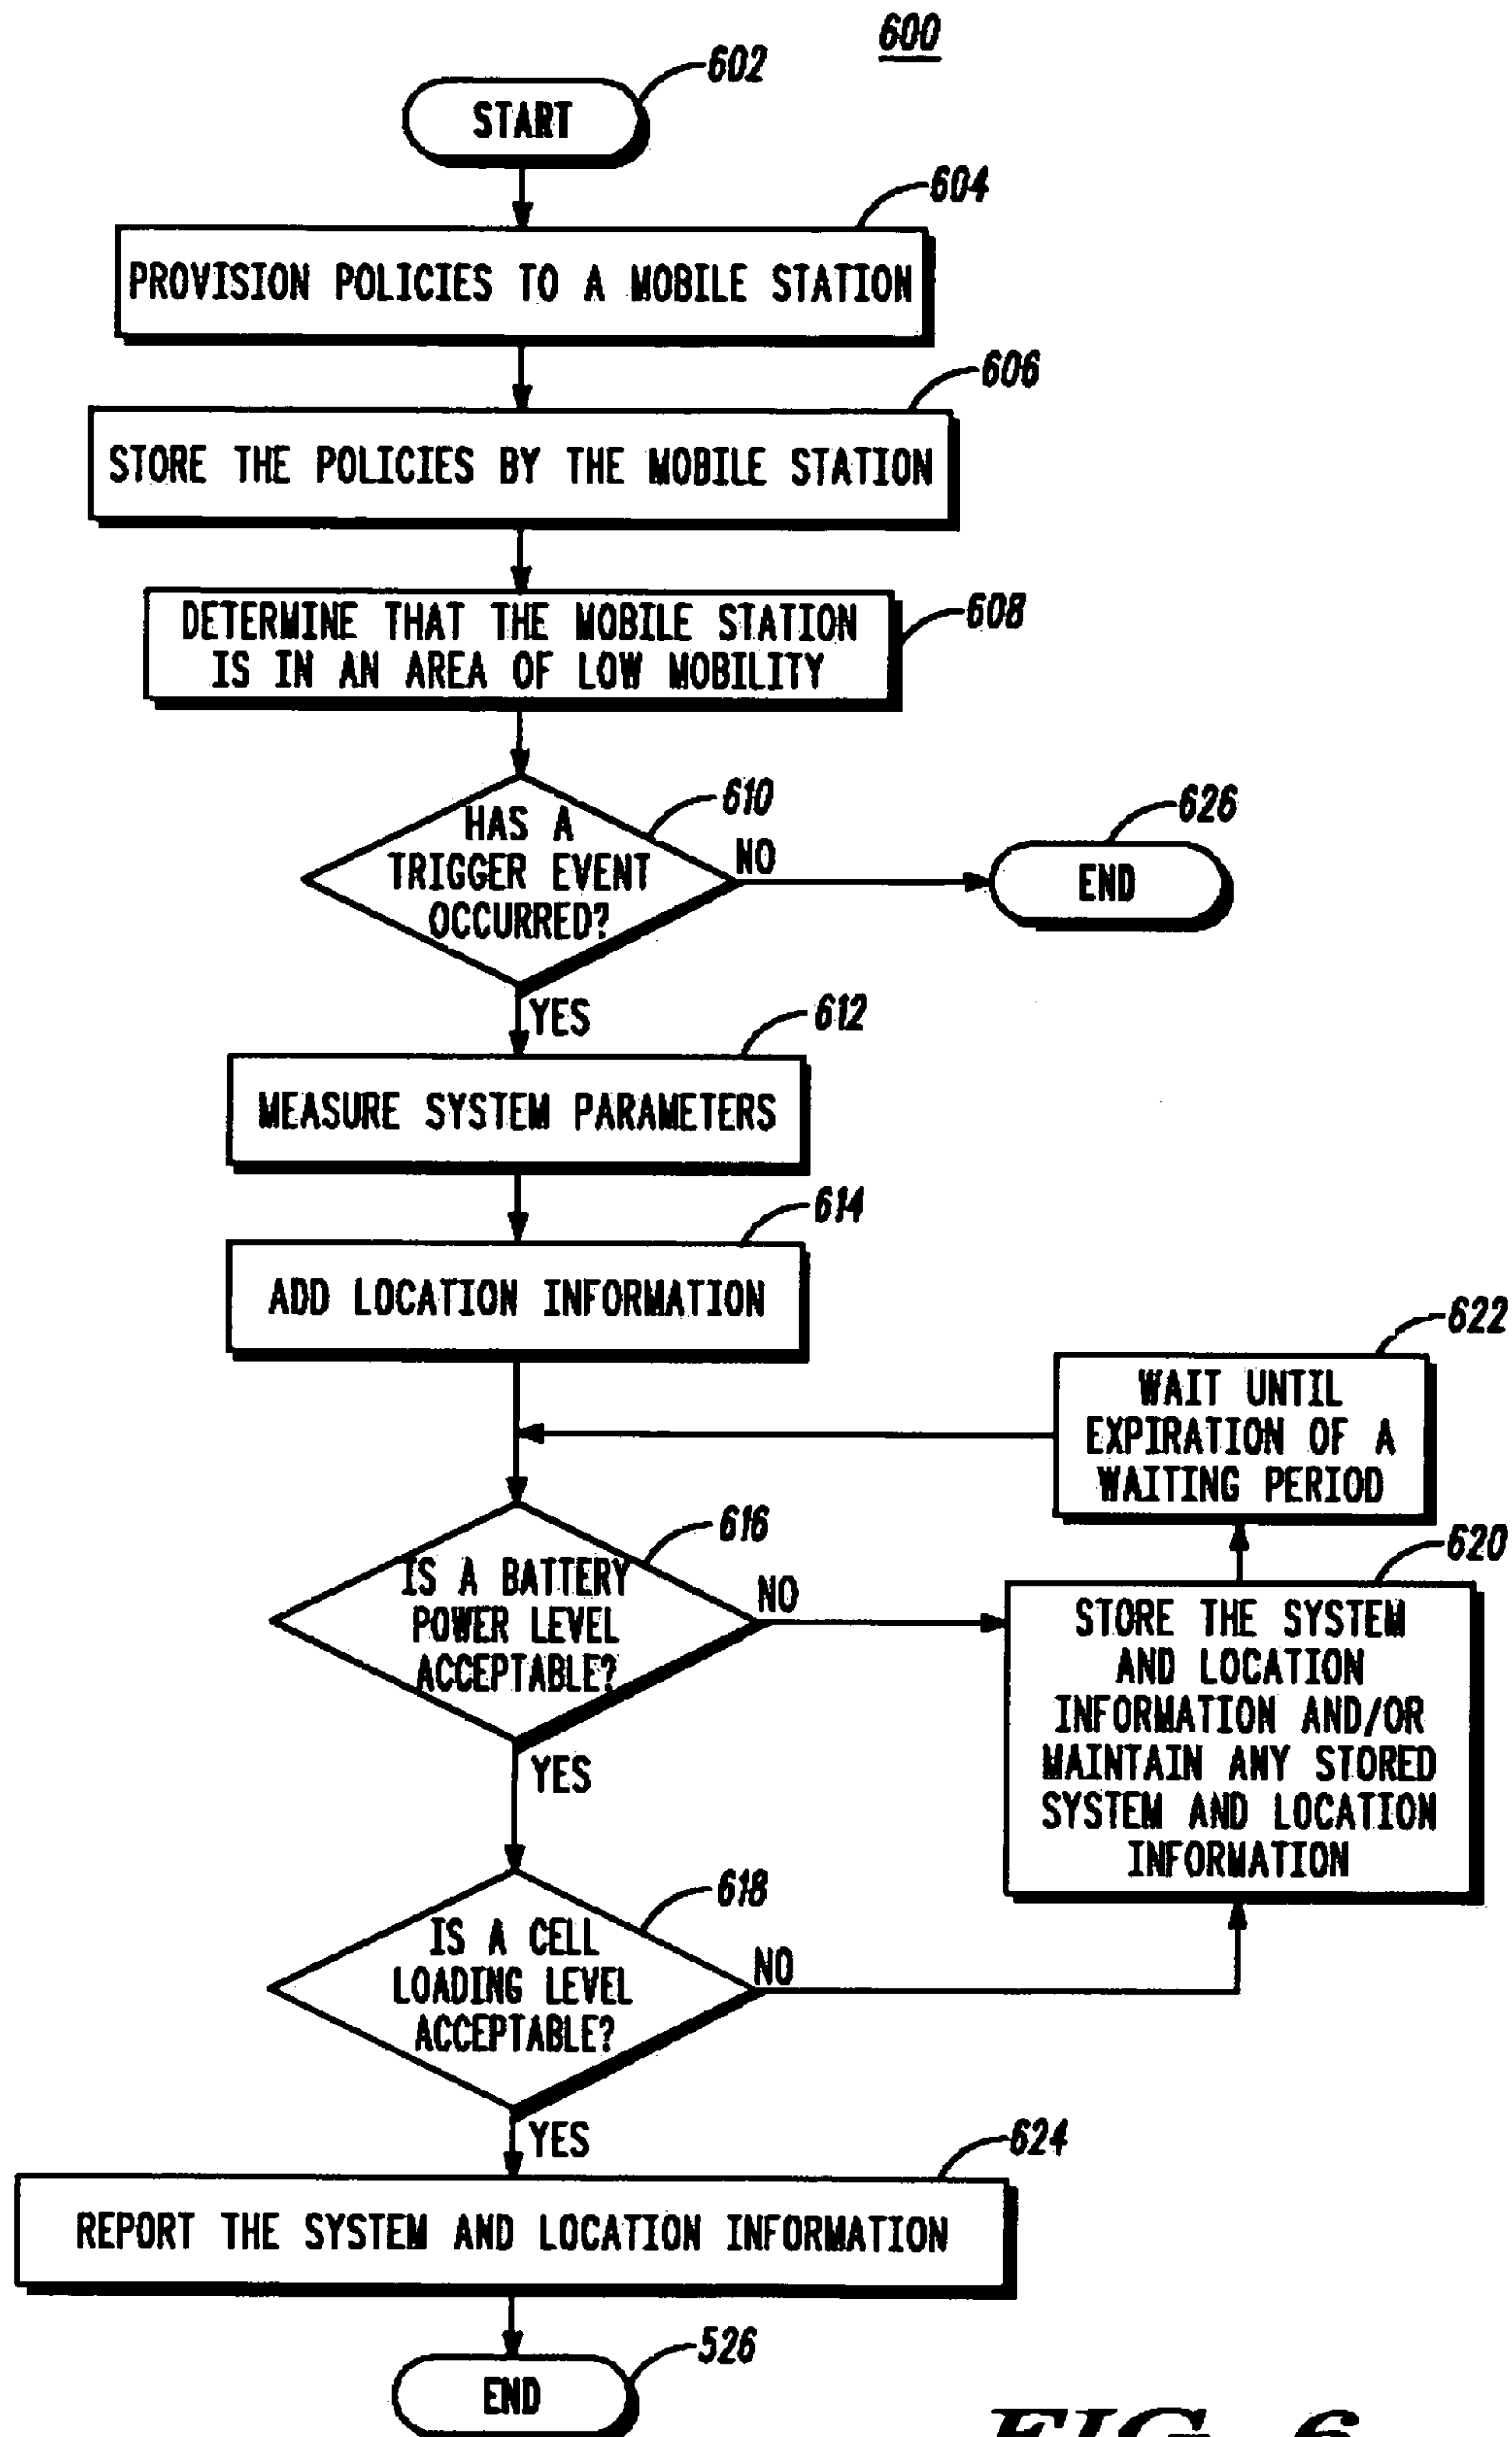 600
602
START
604
PROVISION POLICIES TO A MOBILE STATION
606
STORE THE POLICIES BY THE MOBILE STATION
608
DETERMINE THAT THE MOBILE STATION
IS IN AN AREA OF LOW MOBILITY
610
HAS A
TRIGGER EVENT
OCCURRED?
NO
626
END
YES
612
MEASURE SYSTEM PARAMETERS
614
ADD LOCATION INFORMATION
622
WAIT UNTIL
EXPIRATION OF A
WAITING PERIOD
616
IS A BATTERY
POWER LEVEL
ACCEPTABLE?
NO
620
STORE THE SYSTEM
AND LOCATION
INFORMATION AND/OR
MAINTAIN ANY STORED
SYSTEM AND LOCATION
INFORMATION
YES
618
IS A CELL
LOADING LEVEL
ACCEPTABLE?
NO
YES
624
REPORT THE SYSTEM AND LOCATION INFORMATION
526
END
FIG. 6